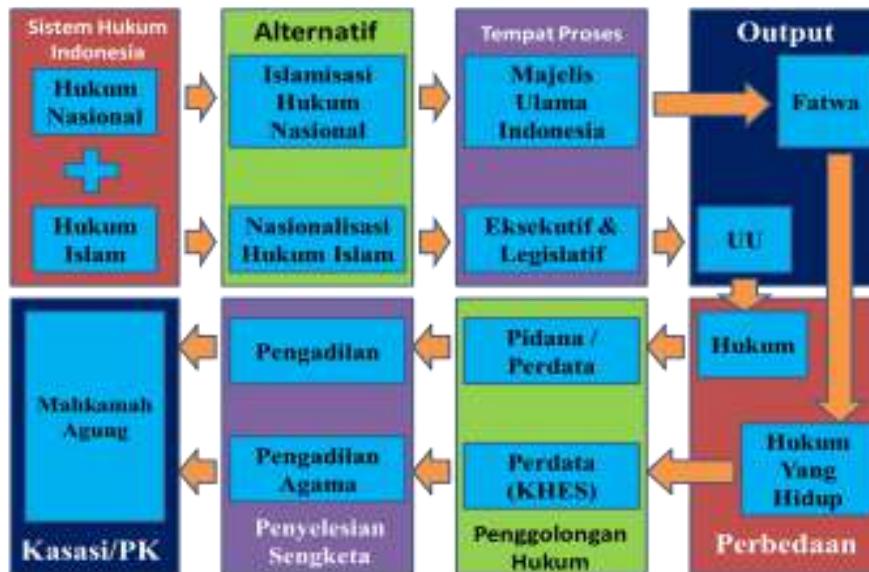 Sistem Hukum
Indonesia
Hukum
Nasional
Hukum
Islam
Alternatif
Islamisasi
Hukum
Nasional
Nasionalisasi
Hukum Islam
Tempat Proses
Majelis
Ulama
Indonesia
Eksekutif &
Legislatif
Output
Fatwa
UU
Mahkamah
Agung
Kasasi/PK
Pengadilan
Pengadilan
Agama
Penyelesian
Sengketa
Pidana /
Perdata
Perdata
(KHES)
Penggolongan
Hukum
Hukum
Hukum
Yang
Hidup
Perbedaan